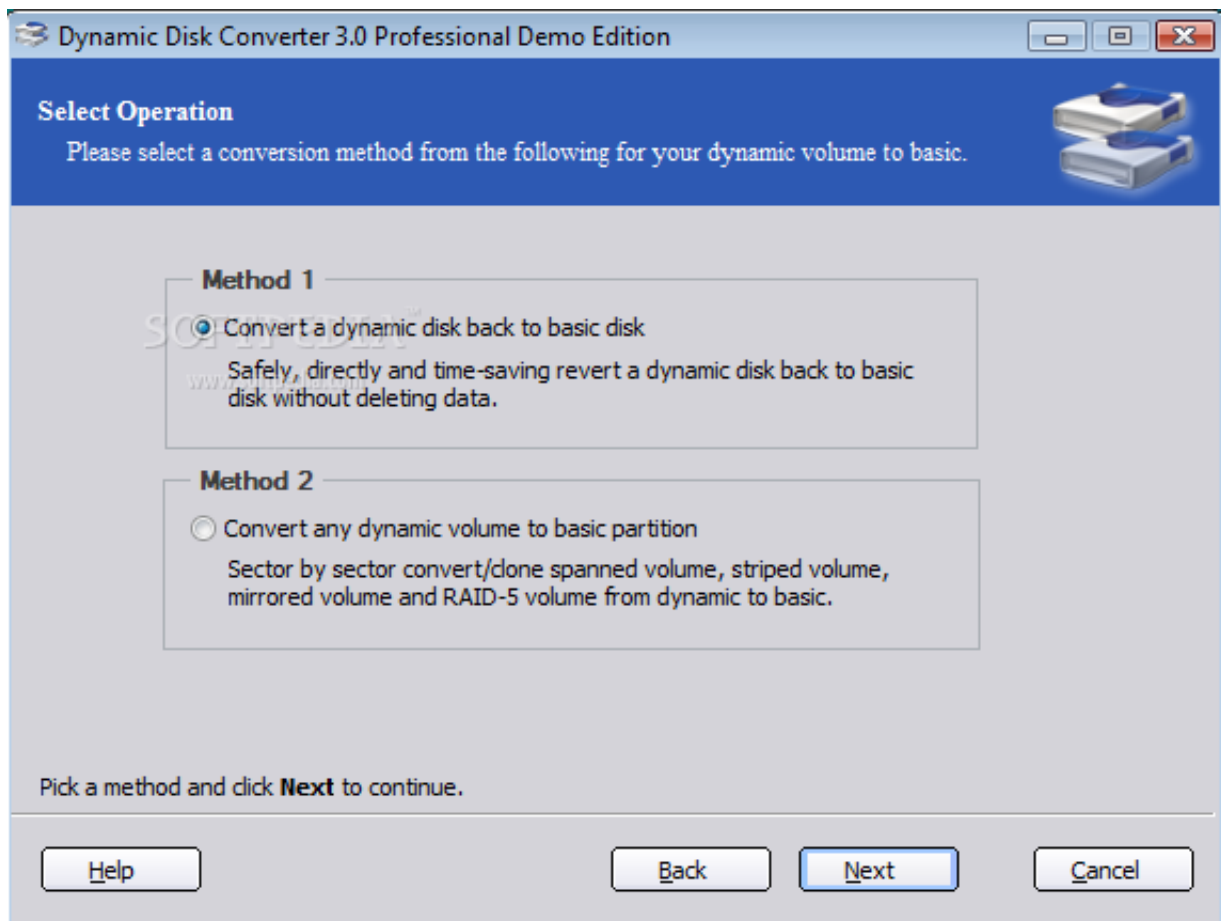 Dynamic Disk Converter 3.0 Professional Demo Edition
Select Operation
Please select a conversion method from the following for your dynamic volume to basic.
Method 1
SOFTPEDIA™
Convert a dynamic disk back to basic disk
www.softpedia.com
Safely, directly and time-saving revert a dynamic disk back to basic
disk without deleting data.
Method 2
Convert any dynamic volume to basic partition
Sector by sector convert/clone spanned volume, striped volume,
mirrored volume and RAID-5 volume from dynamic to basic.
Pick a method and click Next to continue.
Help
Back
Next
Cancel